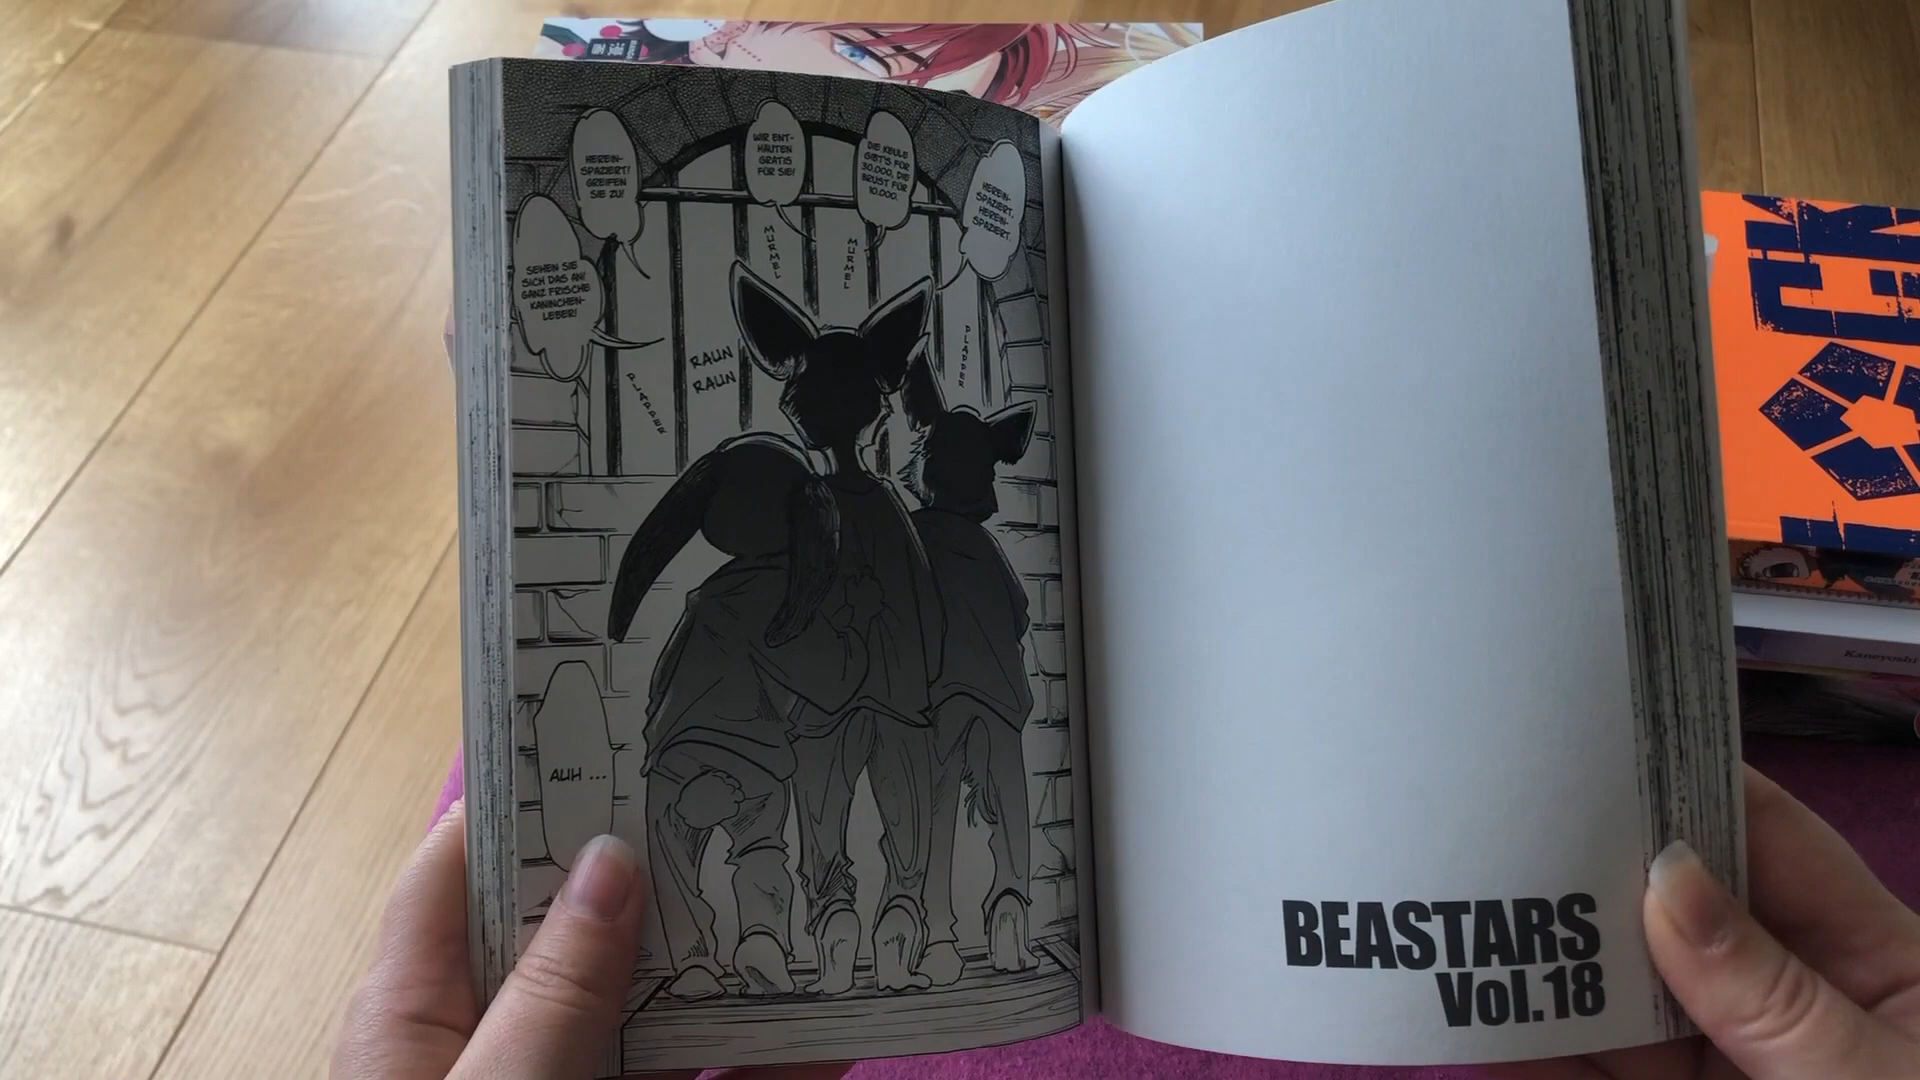 HEREIN-
SPAZIERT!
GREIFEN
SIE ZU!
WIR ENT-
HÄUTEN
GRATIS
FÜR SIE!
DIE KEULE
GIBT'S FÜR
30.000, DIE
BRUST FÜR
10.000.
HEREIN-
SPAZIERT,
HEREIN-
SPAZIERT.
SEHEN SIE
SICH DAS AN!
GANZ FRISCHE
KANINCHEN-
LEBER!
MURMEL
MURMEL
PLAPPER
RAUN
RAUN
PLAPPER
AUH ...
BEASTARS
Vol.18
Kaneyoshi